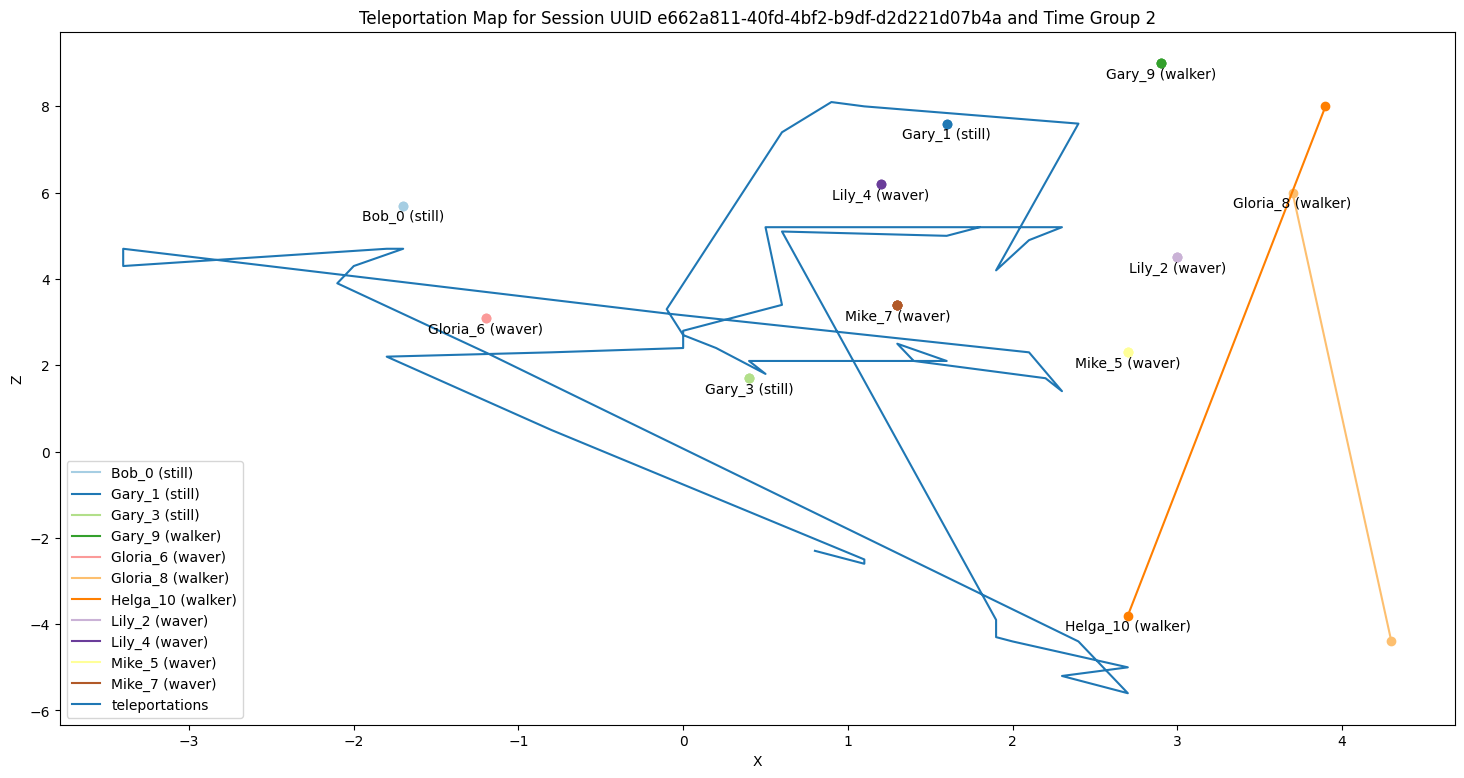 Teleportation Map for Session UUID e662a811-40fd-4bf2-b9df-d2d221d07b4a and Time Group 2
Gary_9 (walker)
8
Gary_1 (still)
Lily_4 (waver)
6
Gloria_8 (walker)
Bob_0 (still)
Lily_2 (waver)
4
Z
Mike_7 (waver)
Gloria_6 (waver)
2
Mike_5 (waver)
Gary_3 (still)
0
−2
−4
Helga_10 (walker)
−6
Bob_0 (still)
Gary_1 (still)
Gary_3 (still)
Gary_9 (walker)
Gloria_6 (waver)
Gloria_8 (walker)
Helga_10 (walker)
Lily_2 (waver)
Lily_4 (waver)
Mike_5 (waver)
Mike_7 (waver)
teleportations
−3 −2 −1 0 1 2 3 4
X